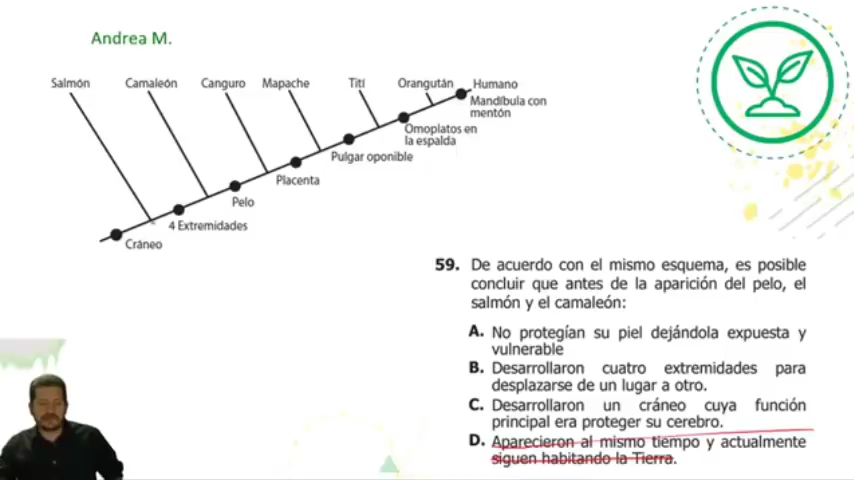 Andrea M.
Salmón Camaleón Canguro Mapache Tití Orangután Humano
Mandíbula con
mentón
Omoplatos en
la espalda
Pulgar oponible
Placenta
Pelo
4 Extremidades
Cráneo
59. De acuerdo con el mismo esquema, es posible
concluir que antes de la aparición del pelo, el
salmón y el camaleón:
A. No protegían su piel dejándola expuesta y
vulnerable
B. Desarrollaron cuatro extremidades para
desplazarse de un lugar a otro.
C. Desarrollaron un cráneo cuya función
principal era proteger su cerebro.
D. Aparecieron al mismo tiempo y actualmente
siguen habitando la Tierra.